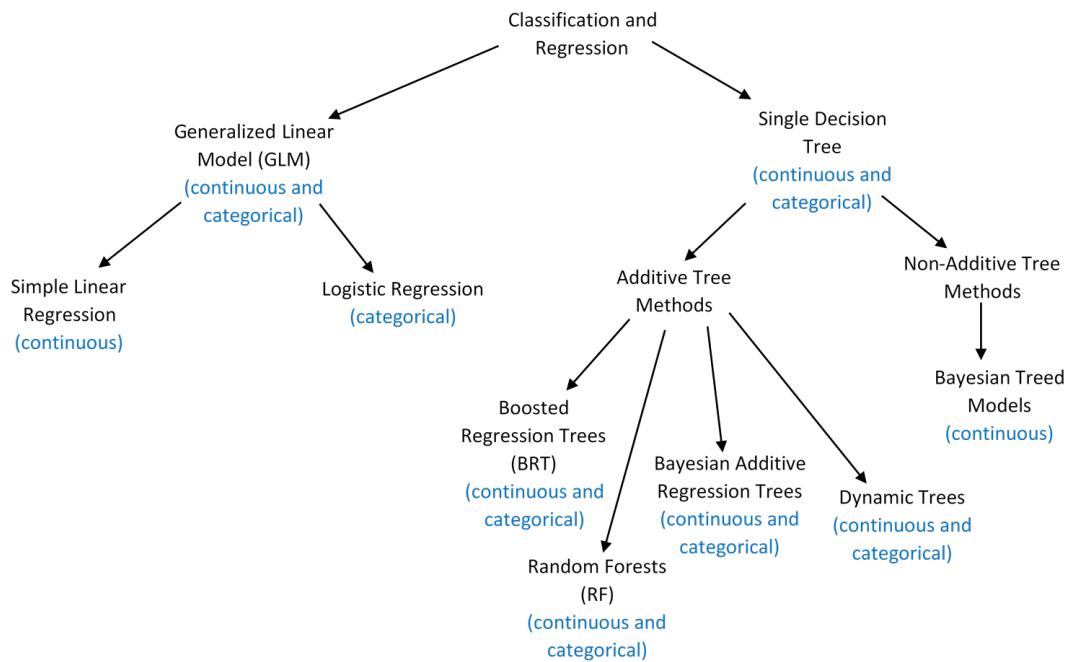 Classification and
Regression
Generalized Linear
Model (GLM)
(continuous and
categorical)
Single Decision
Tree
(continuous and
categorical)
Simple Linear
Regression
(continuous)
Logistic Regression
(categorical)
Additive Tree
Methods
Non-Additive Tree
Methods
Boosted
Regression Trees
(BRT)
(continuous and
categorical)
Random Forests
(RF)
(continuous and
categorical)
Bayesian Additive
Regression Trees
(continuous and
categorical)
Dynamic Trees
(continuous and
categorical)
Bayesian Treed
Models
(continuous)